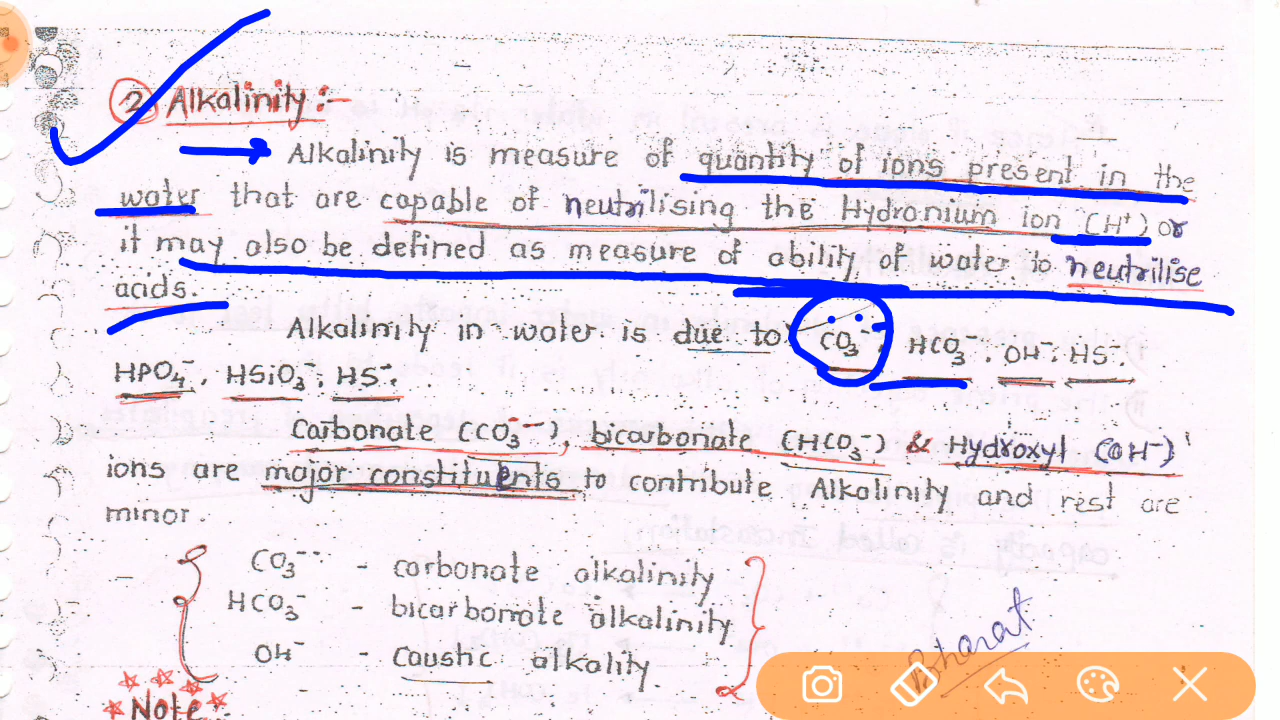 ② Alkalinity :-
→ Alkalinity is measure of quantity of ions present in the
water that are capable of neutrilising the Hydronium ion (H⁺) or
it may also be defined as measure of ability of water to neutrilise
acids.
Alkalinity in water is due to CO₃⁻⁻, HCO₃⁻, OH⁻, HS⁻,
HPO₄⁻, HSiO₃⁻, HS⁻.
Carbonate (CO₃⁻⁻), bicarbonate (HCO₃⁻) & Hydroxyl (OH⁻)
ions are major constituents to contribute Alkalinity and rest are
minor.
CO₃⁻⁻ - carbonate alkalinity
HCO₃⁻ - bicarbonate alkalinity
OH⁻ - caustic alkality
Bharat
Note